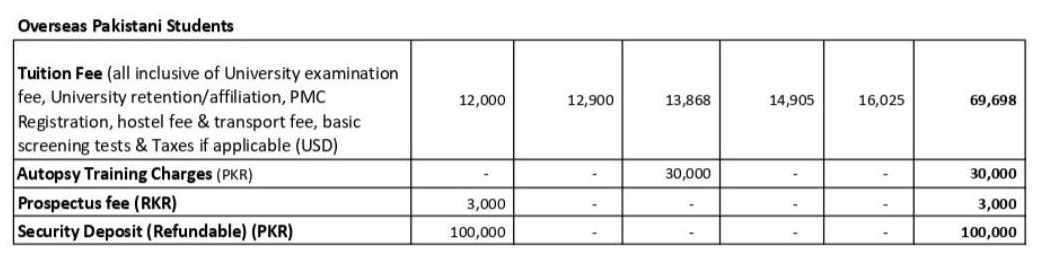 Overseas Pakistani Students
Tuition Fee (all inclusive of University examination
fee, University retention/affiliation, PMC
Registration, hostel fee & transport fee, basic
screening tests & Taxes if applicable (USD)
12,000 12,900 13,868 14,905 16,025 69,698
Autopsy Training Charges (PKR) - - 30,000 - - 30,000
Prospectus fee (RKR) 3,000 - - - - 3,000
Security Deposit (Refundable) (PKR) 100,000 - - - - 100,000